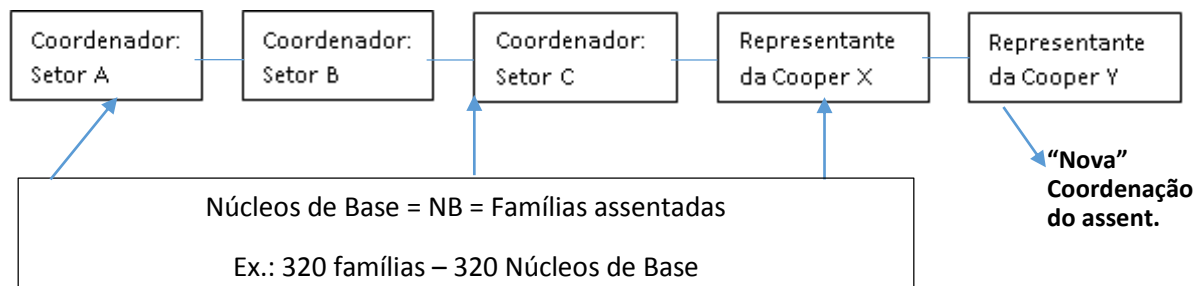 Coordenador:
Setor A
Coordenador:
Setor B
Coordenador:
Setor C
Representante
da Cooper X
Representante
da Cooper Y
“Nova”
Coordenação
do assent.
Núcleos de Base = NB = Famílias assentadas
Ex.: 320 famílias – 320 Núcleos de Base